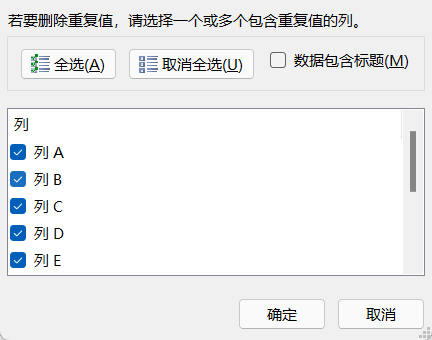 若要删除重复值，请选择一个或多个包含重复值的列。
全选(A) 取消全选(U) 数据包含标题(M)
列
列 A
列 B
列 C
列 D
列 E
确定 取消